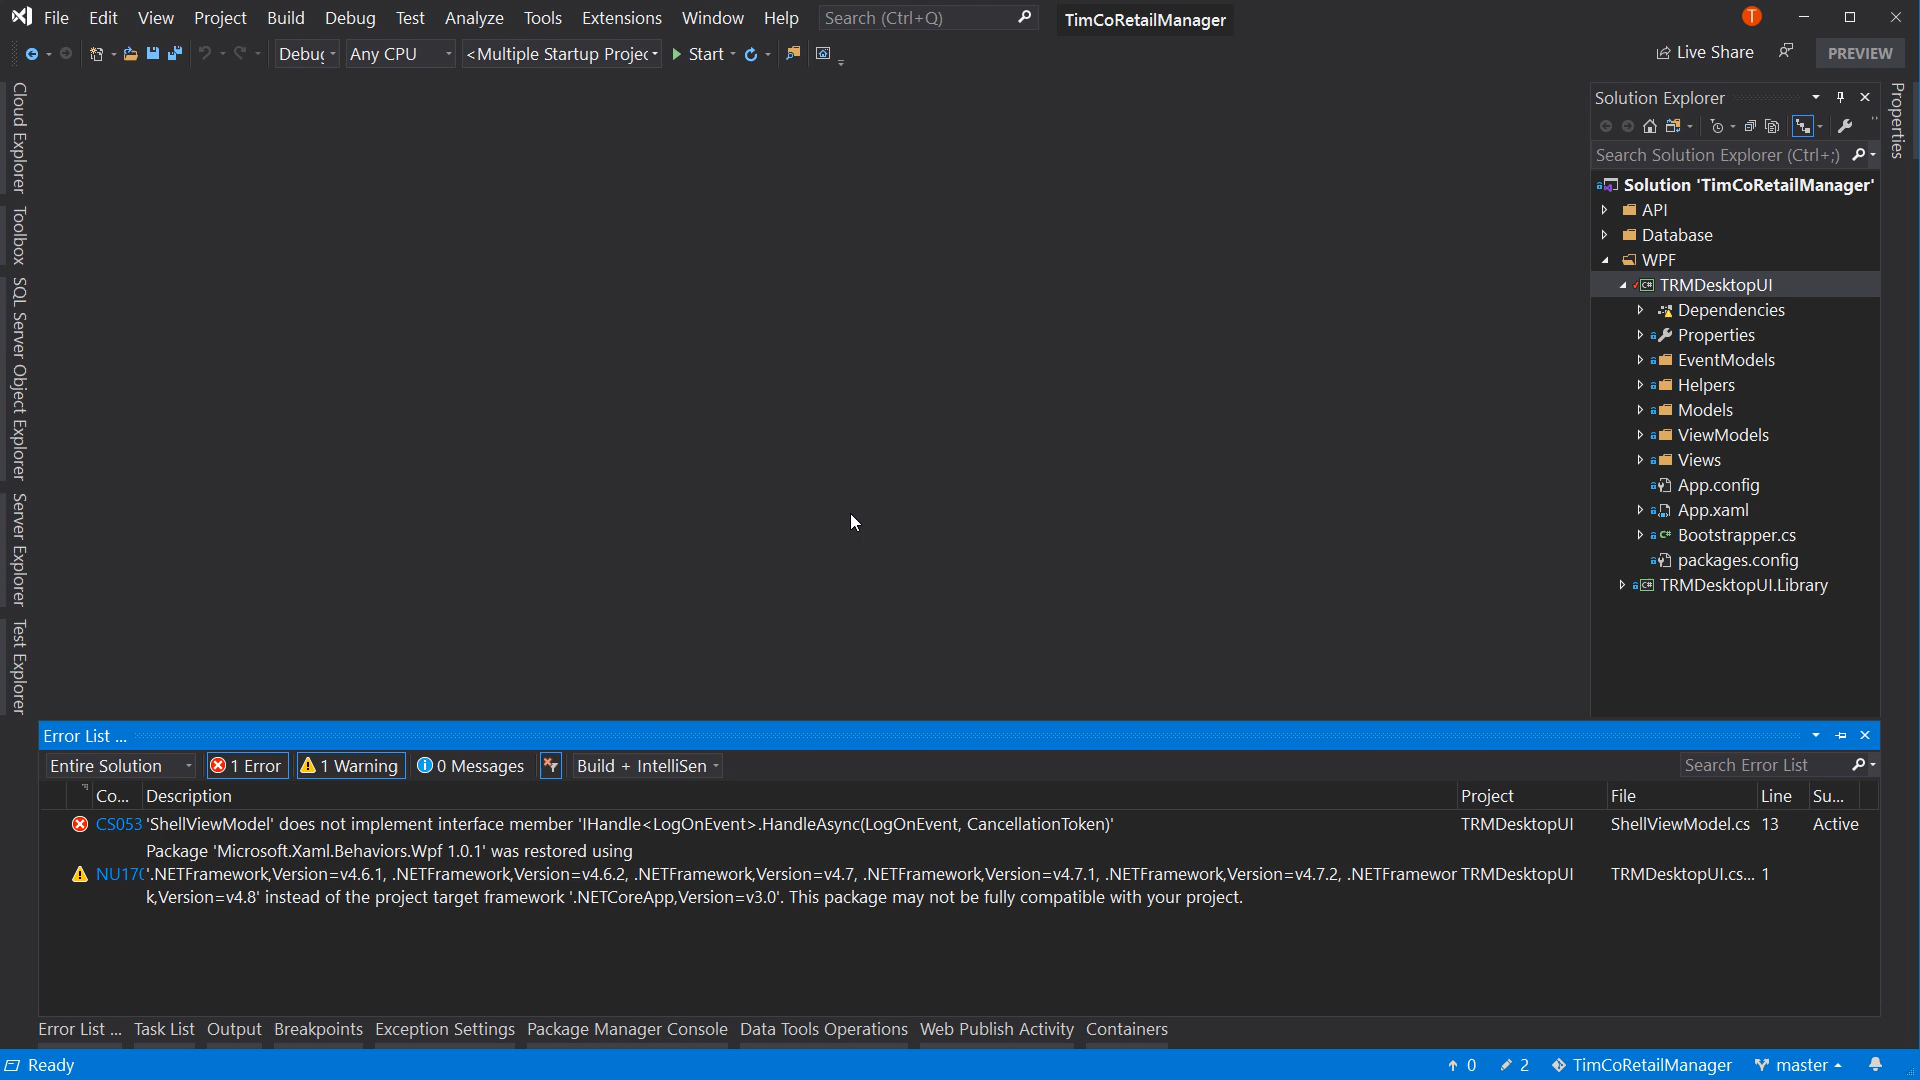 File Edit View Project Build Debug Test Analyze Tools Extensions Window Help Search (Ctrl+Q) TimCoRetailManager T
Debug Any CPU <Multiple Startup Projec Start Live Share PREVIEW
Cloud Explorer
Toolbox
SQL Server Object Explorer
Server Explorer
Test Explorer
Solution Explorer
Search Solution Explorer (Ctrl+;)
Solution 'TimCoRetailManager'
API
Database
WPF
TRMDesktopUI
Dependencies
Properties
EventModels
Helpers
Models
ViewModels
Views
App.config
App.xaml
Bootstrapper.cs
packages.config
TRMDesktopUI.Library
Properties
Error List ...
Entire Solution 1 Error 1 Warning 0 Messages Build + IntelliSen Search Error List
Co... Description Project File Line Su...
CS053 'ShellViewModel' does not implement interface member 'IHandle<LogOnEvent>.HandleAsync(LogOnEvent, CancellationToken)' TRMDesktopUI ShellViewModel.cs 13 Active
Package 'Microsoft.Xaml.Behaviors.Wpf 1.0.1' was restored using
NU170 '.NETFramework,Version=v4.6.1, .NETFramework,Version=v4.6.2, .NETFramework,Version=v4.7, .NETFramework,Version=v4.7.1, .NETFramework,Version=v4.7.2, .NETFramewor TRMDesktopUI TRMDesktopUI.cs... 1
k,Version=v4.8' instead of the project target framework '.NETCoreApp,Version=v3.0'. This package may not be fully compatible with your project.
Error List ... Task List Output Breakpoints Exception Settings Package Manager Console Data Tools Operations Web Publish Activity Containers
Ready 0 2 TimCoRetailManager master